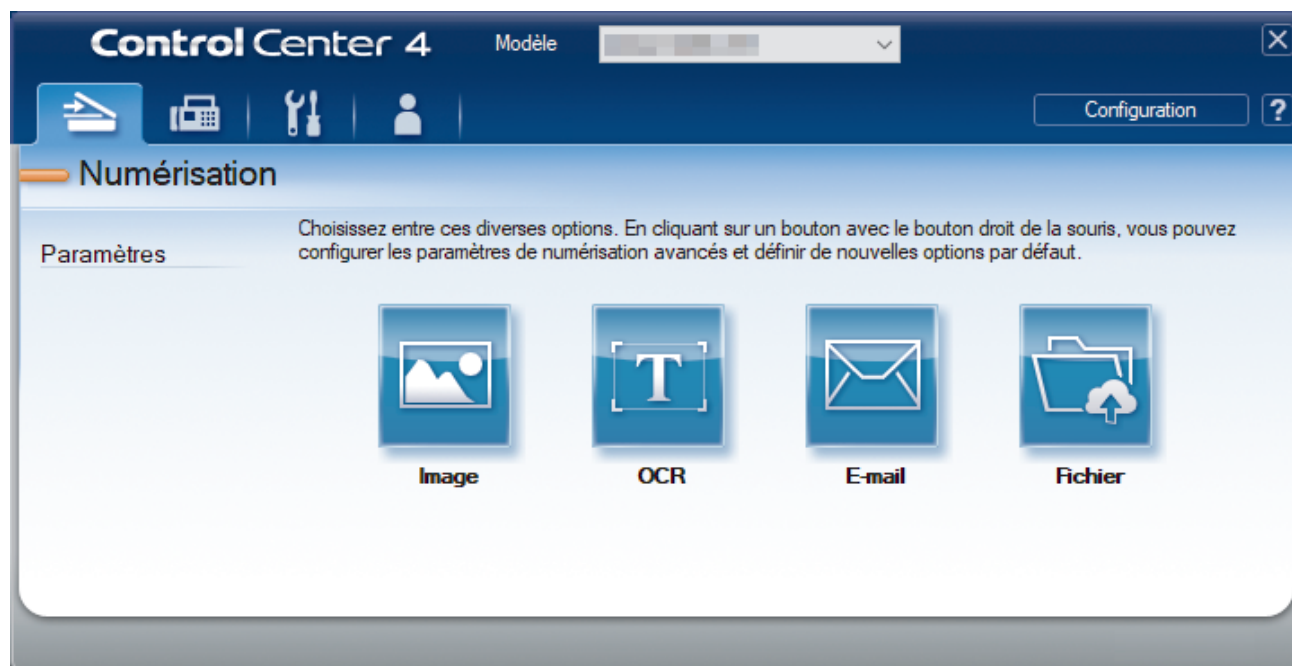 Control Center 4
Modèle
Configuration
?
Numérisation
Paramètres
Choisissez entre ces diverses options. En cliquant sur un bouton avec le bouton droit de la souris, vous pouvez
configurer les paramètres de numérisation avancés et définir de nouvelles options par défaut.
T
Image
OCR
E-mail
Fichier